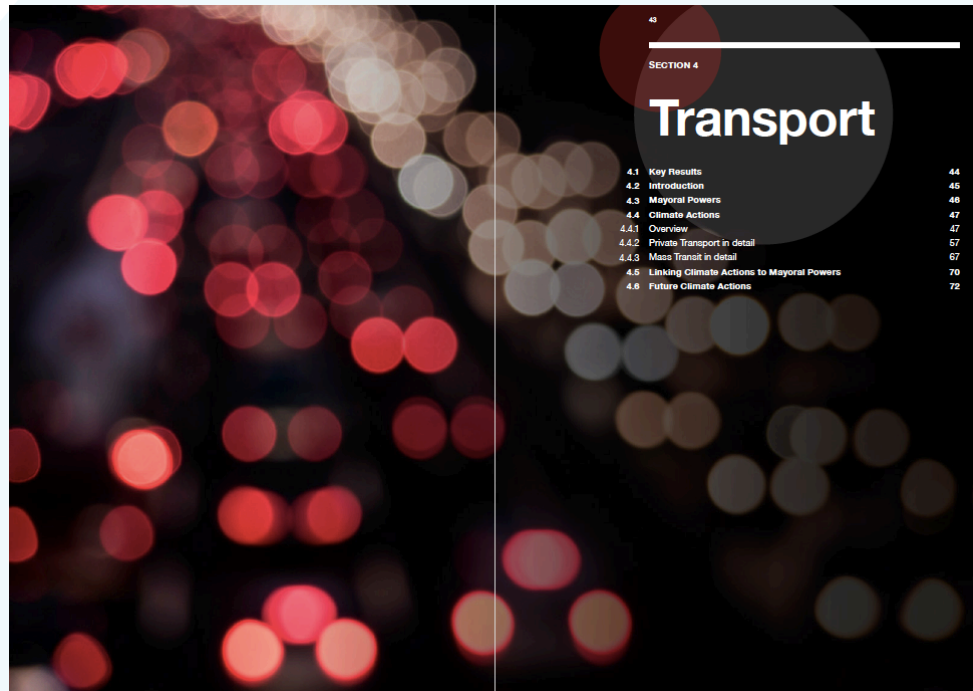 43
SECTION 4
Transport
4.1 Key Results 44
4.2 Introduction 45
4.3 Mayoral Powers 46
4.4 Climate Actions 47
4.4.1 Overview 47
4.4.2 Private Transport in detail 57
4.4.3 Mass Transit in detail 67
4.5 Linking Climate Actions to Mayoral Powers 70
4.6 Future Climate Actions 72